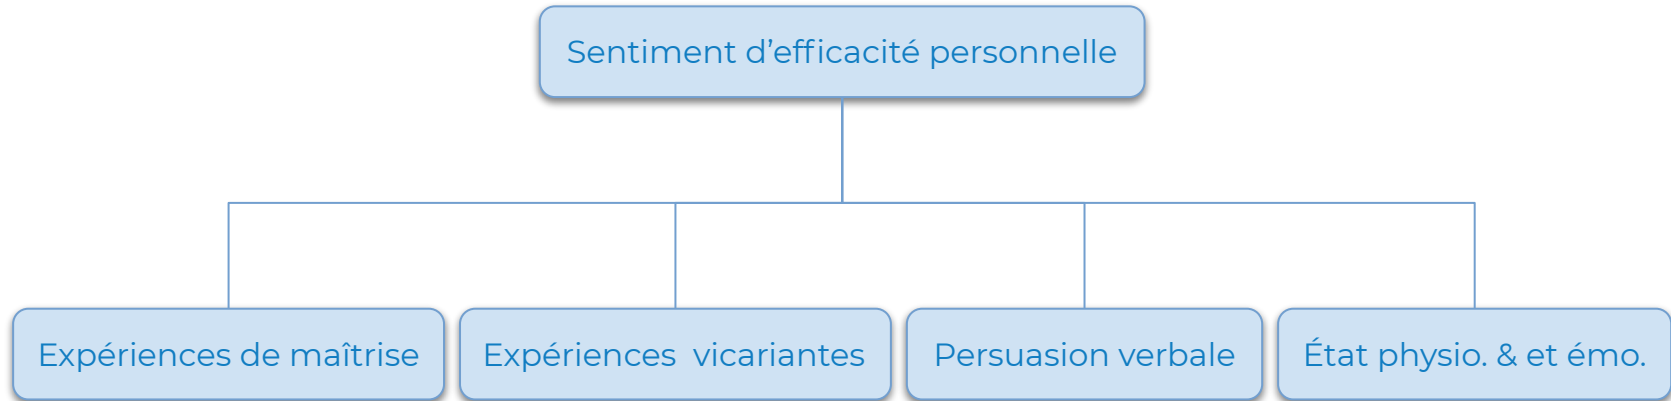 Sentiment d’efficacité personnelle
Expériences de maîtrise
Expériences  vicariantes
Persuasion verbale
État physio. & et émo.